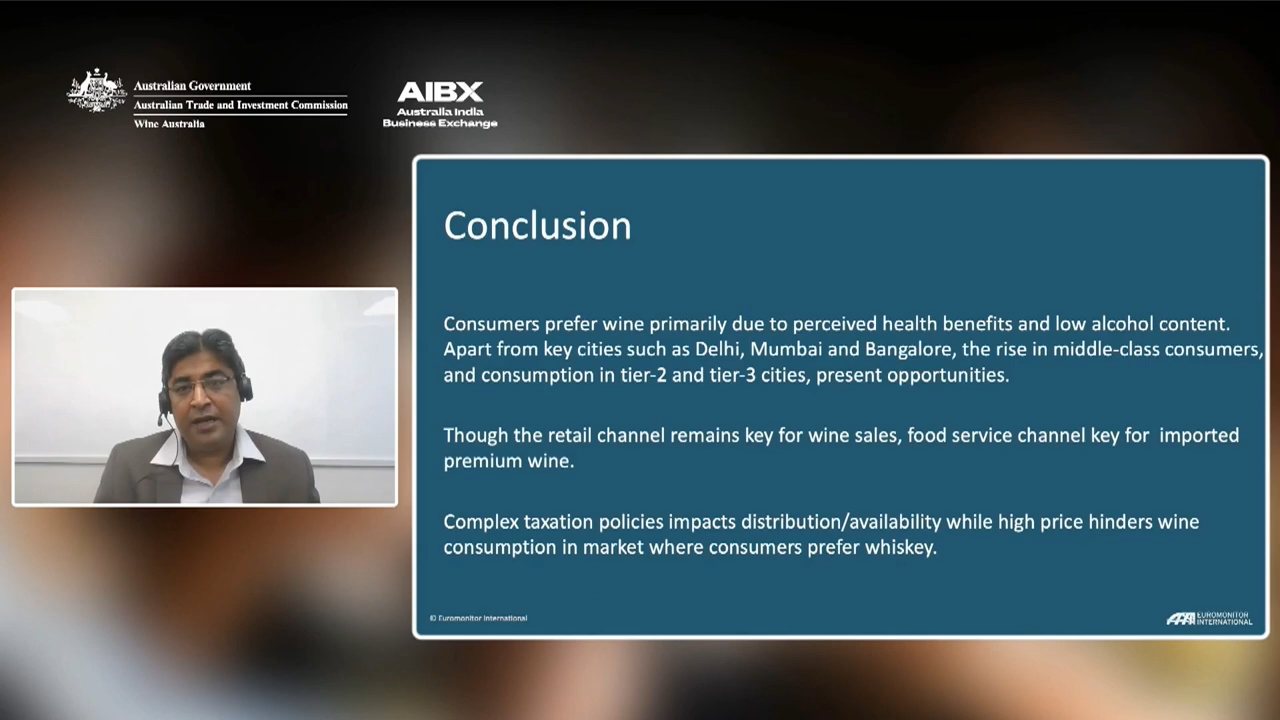 Australian Government
Australian Trade and Investment Commission
Wine Australia
AIBX
Australia India
Business Exchange
Conclusion
Consumers prefer wine primarily due to perceived health benefits and low alcohol content.
Apart from key cities such as Delhi, Mumbai and Bangalore, the rise in middle-class consumers,
and consumption in tier-2 and tier-3 cities, present opportunities.
Though the retail channel remains key for wine sales, food service channel key for imported
premium wine.
Complex taxation policies impacts distribution/availability while high price hinders wine
consumption in market where consumers prefer whiskey.
© Euromonitor International
EUROMONITOR
INTERNATIONAL